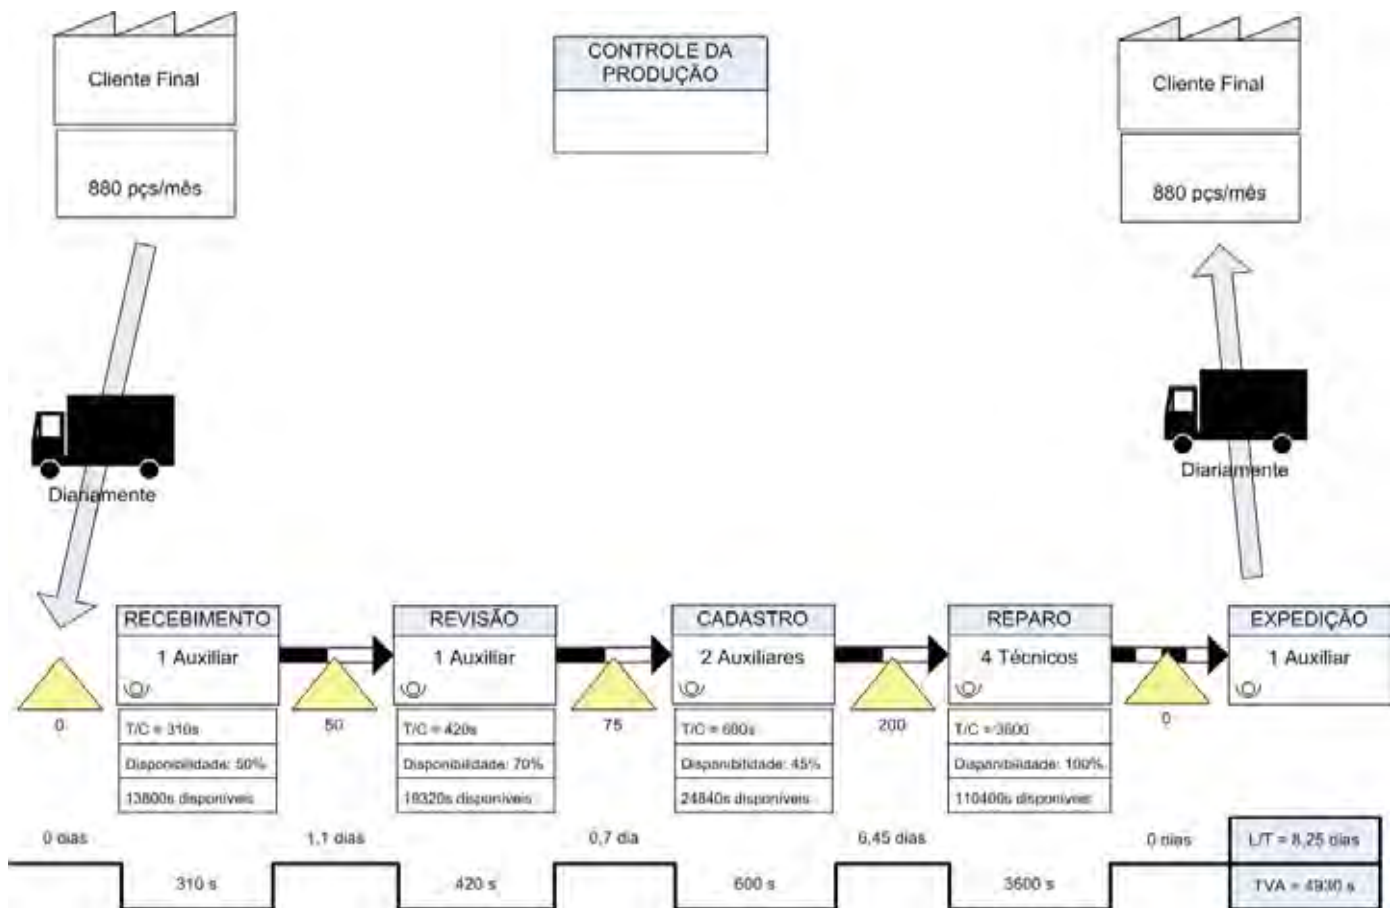 Cliente Final
880 pçs/mês
CONTROLE DA
PRODUÇÃO
Cliente Final
880 pçs/mês
Diariamente
Diariamente
0
RECEBIMENTO
1 Auxiliar
T/C = 310s
Disponibilidade: 50%
13800s disponíveis
50
REVISÃO
1 Auxiliar
T/C = 420s
Disponibilidade: 70%
19320s disponíveis
75
CADASTRO
2 Auxiliares
T/C = 600s
Disponibilidade: 45%
24840s disponíveis
200
REPARO
4 Técnicos
T/C = 3600
Disponibilidade: 100%
110400s disponíveis
0
EXPEDIÇÃO
1 Auxiliar
0 dias
1,1 dias
0,7 dia
6,45 dias
0 dias
L/T = 8,25 dias
310 s
420 s
600 s
3600 s
TVA = 4930 s